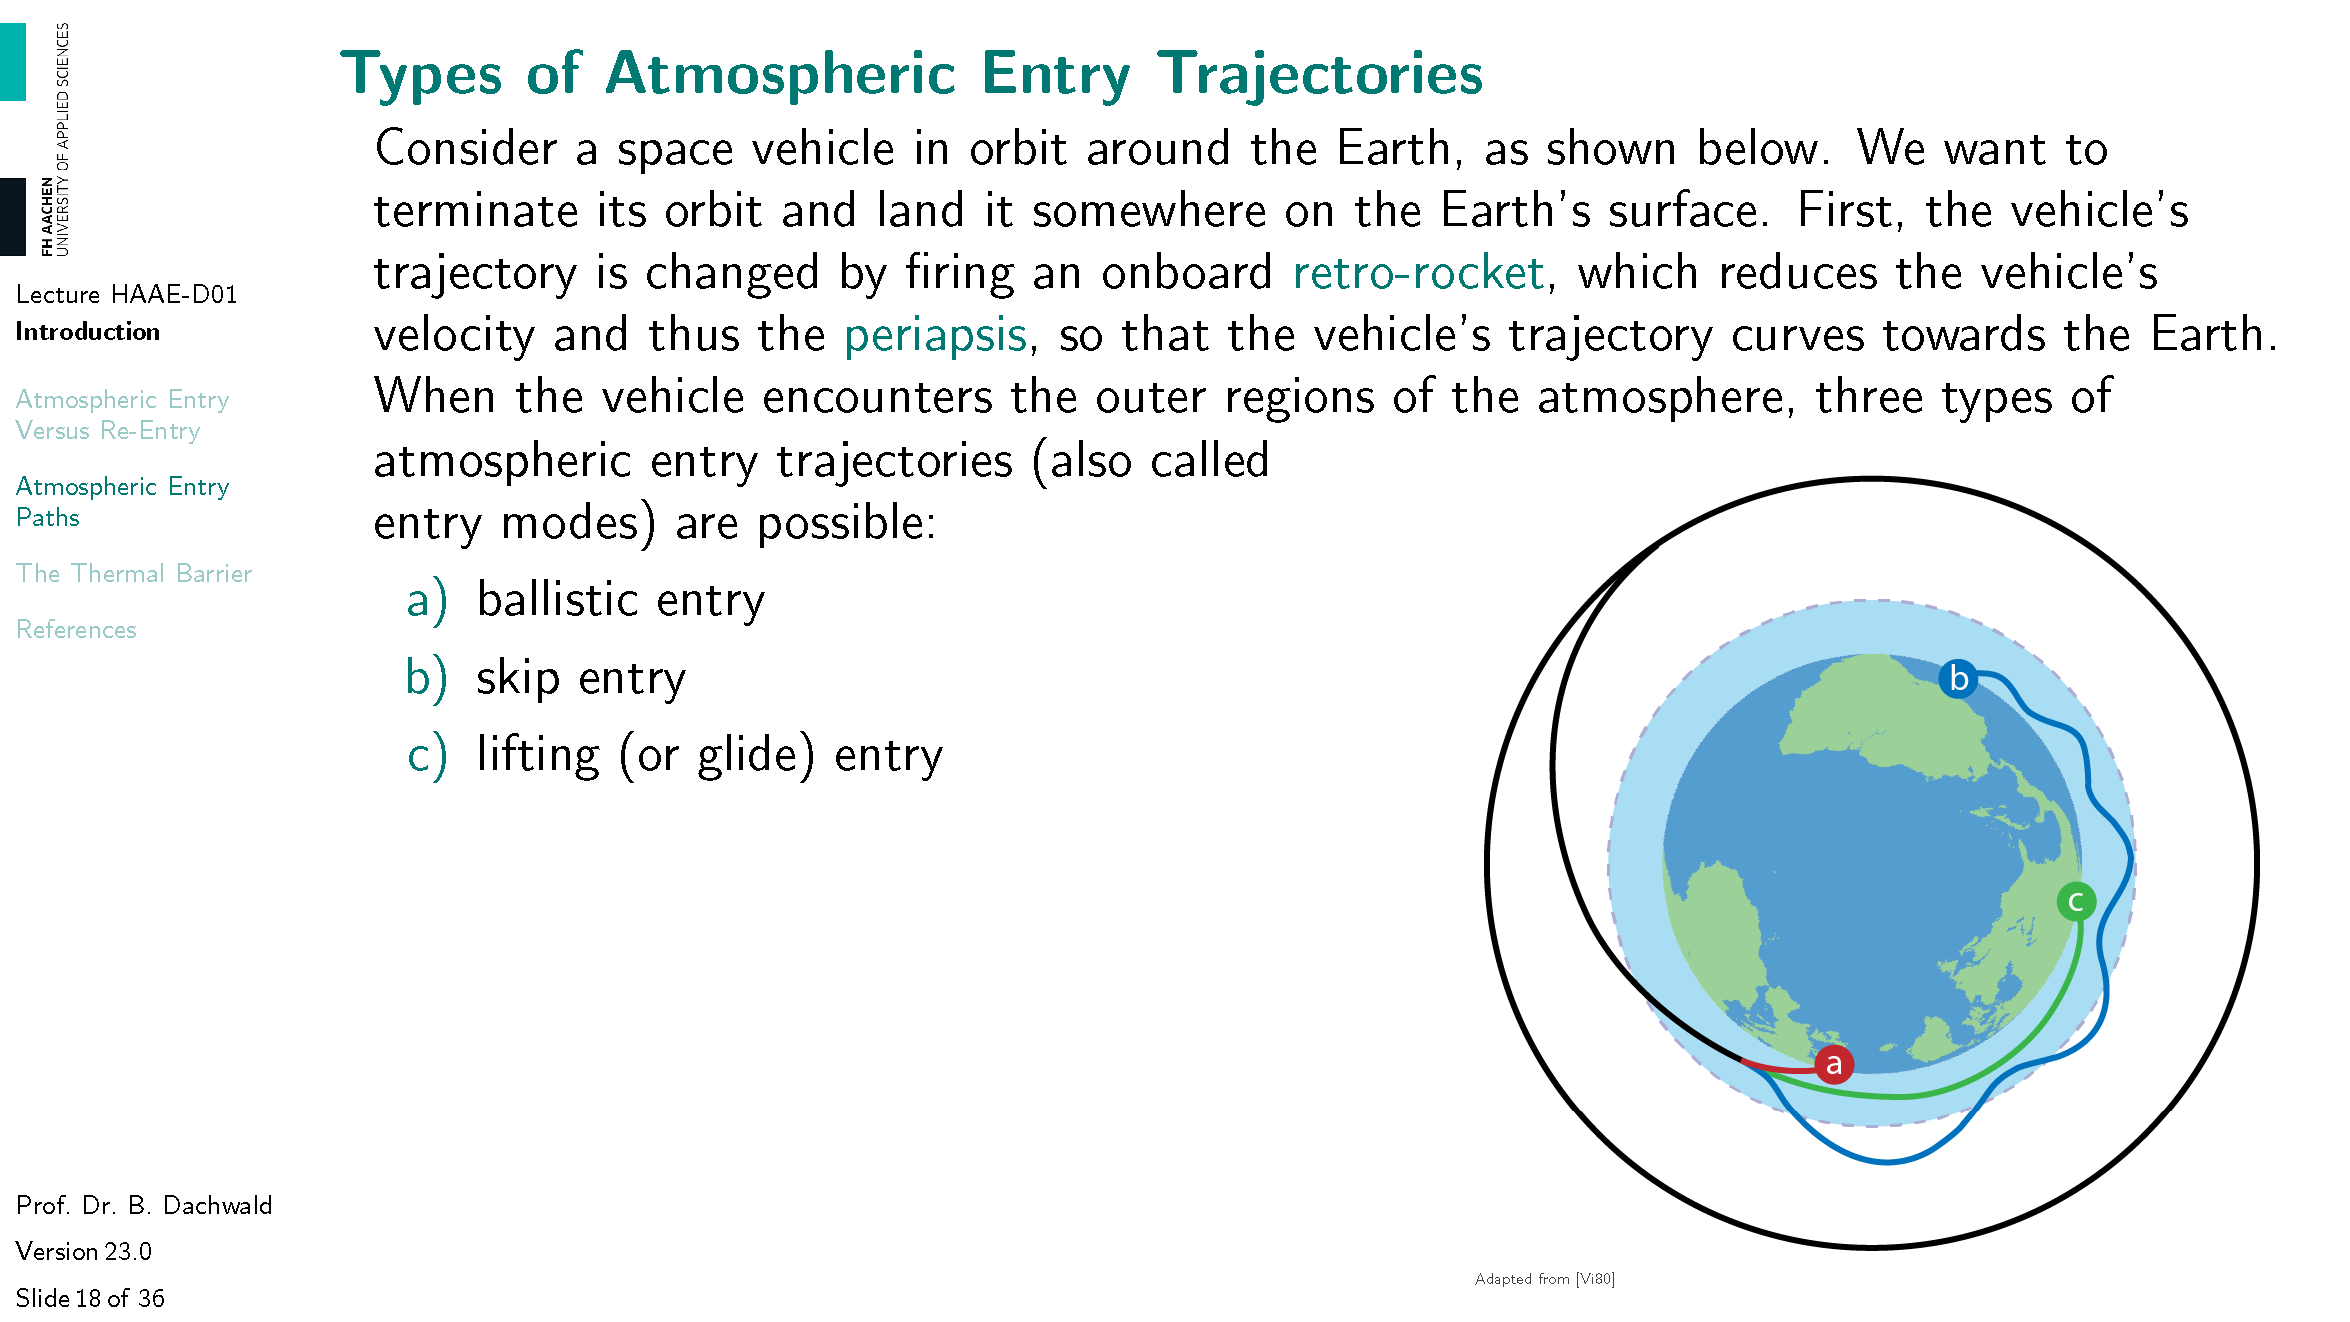 FH AACHEN
UNIVERSITY OF APPLIED SCIENCES
Lecture HAAE-D01
Introduction
Atmospheric Entry
Versus Re-Entry
Atmospheric Entry
Paths
The Thermal Barrier
References
Prof. Dr. B. Dachwald
Version 23.0
Slide 18 of 36
Types of Atmospheric Entry Trajectories
Consider a space vehicle in orbit around the Earth, as shown below. We want to
terminate its orbit and land it somewhere on the Earth's surface. First, the vehicle's
trajectory is changed by firing an onboard retro-rocket, which reduces the vehicle's
velocity and thus the periapsis, so that the vehicle's trajectory curves towards the Earth.
When the vehicle encounters the outer regions of the atmosphere, three types of
atmospheric entry trajectories (also called
entry modes) are possible:
a) ballistic entry
b) skip entry
c) lifting (or glide) entry
b
c
a
Adapted from [Vi80]